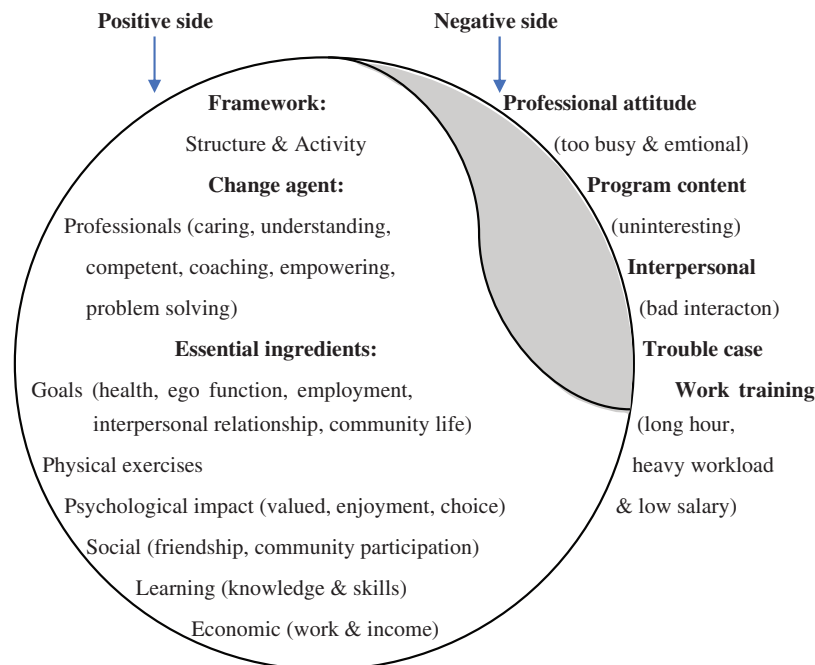 Positive side
Negative side
Framework:
Structure & Activity
Change agent:
Professionals (caring, understanding,
competent, coaching, empowering,
problem solving)
Essential ingredients:
Goals (health, ego function, employment,
interpersonal relationship, community life)
Physical exercises
Psychological impact (valued, enjoyment, choice)
Social (friendship, community participation)
Learning (knowledge & skills)
Economic (work & income)
Professional attitude
(too busy & emtional)
Program content
(uninteresting)
Interpersonal
(bad interacton)
Trouble case
Work training
(long hour,
heavy workload
& low salary)